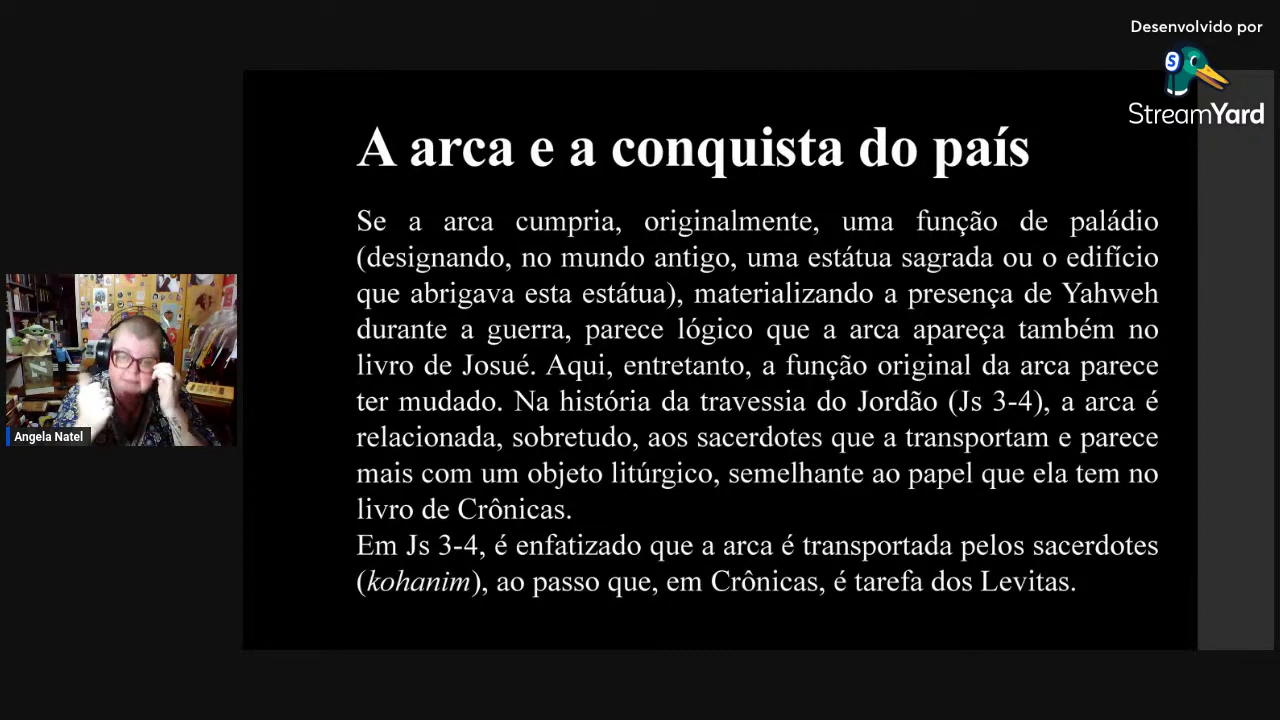 Desenvolvido por
StreamYard
A arca e a conquista do país
Se a arca cumpria, originalmente, uma função de paládio
(designando, no mundo antigo, uma estátua sagrada ou o edifício
que abrigava esta estátua), materializando a presença de Yahweh
durante a guerra, parece lógico que a arca apareça também no
livro de Josué. Aqui, entretanto, a função original da arca parece
ter mudado. Na história da travessia do Jordão (Js 3-4), a arca é
relacionada, sobretudo, aos sacerdotes que a transportam e parece
mais com um objeto litúrgico, semelhante ao papel que ela tem no
livro de Crônicas.
Em Js 3-4, é enfatizado que a arca é transportada pelos sacerdotes
(kohanim), ao passo que, em Crônicas, é tarefa dos Levitas.
Angela Natel